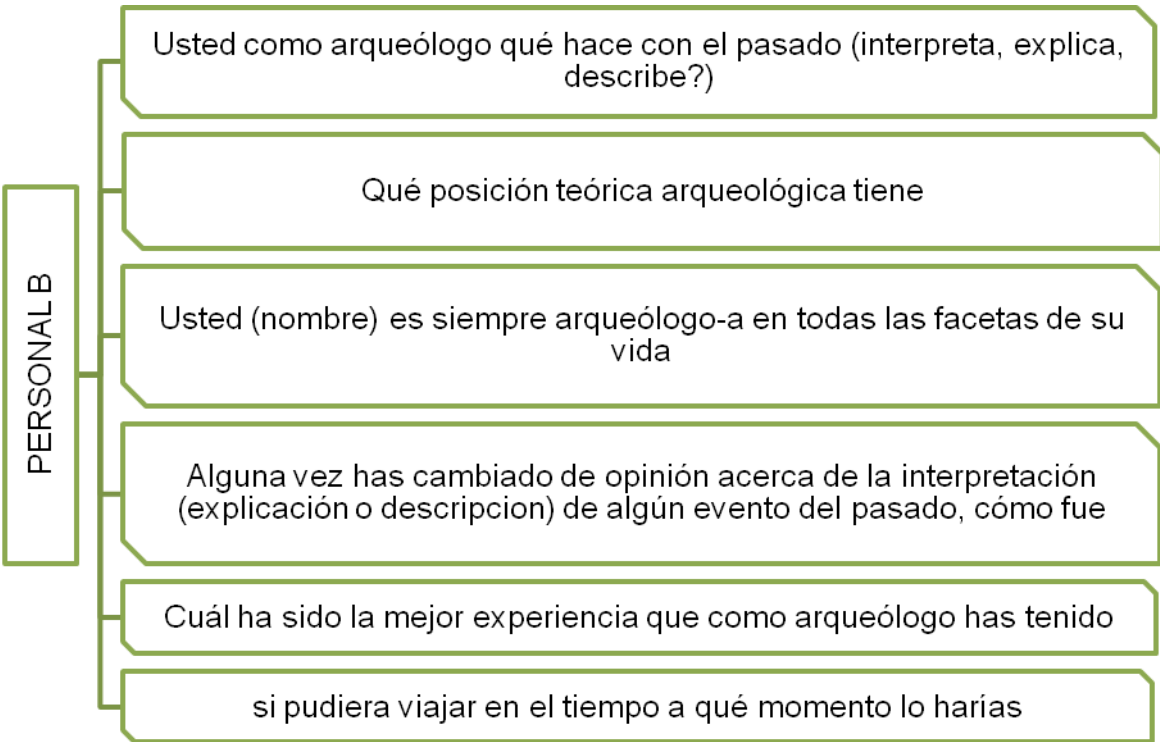 PERSONAL B
Usted como arqueólogo qué hace con el pasado (interpreta, explica,
describe?)
Qué posición teórica arqueológica tiene
Usted (nombre) es siempre arqueólogo-a en todas las facetas de su
vida
Alguna vez has cambiado de opinión acerca de la interpretación
(explicación o descripcion) de algún evento del pasado, cómo fue
Cuál ha sido la mejor experiencia que como arqueólogo has tenido
si pudiera viajar en el tiempo a qué momento lo harías